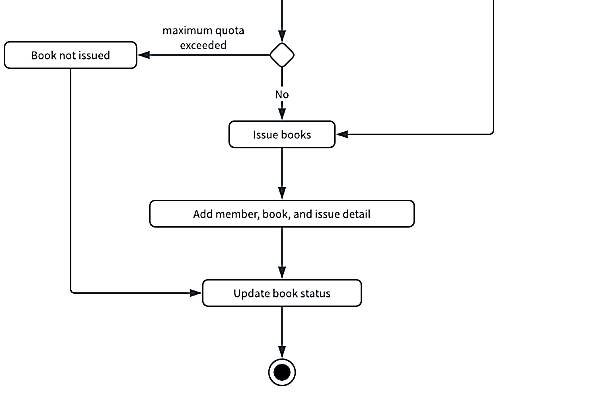 maximum quota
exceeded
Book not issued
No
Issue books
Add member, book, and issue detail
Update book status